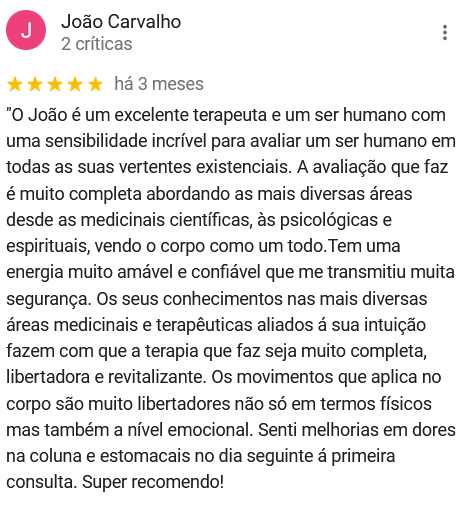 J
João Carvalho
2 críticas
há 3 meses
"O João é um excelente terapeuta e um ser humano com
uma sensibilidade incrível para avaliar um ser humano em
todas as suas vertentes existenciais. A avaliação que faz
é muito completa abordando as mais diversas áreas
desde as medicinais científicas, às psicológicas e
espirituais, vendo o corpo como um todo.Tem uma
energia muito amável e confiável que me transmitiu muita
segurança. Os seus conhecimentos nas mais diversas
áreas medicinais e terapêuticas aliados á sua intuição
fazem com que a terapia que faz seja muito completa,
libertadora e revitalizante. Os movimentos que aplica no
corpo são muito libertadores não só em termos físicos
mas também a nível emocional. Senti melhorias em dores
na coluna e estomacais no dia seguinte á primeira
consulta. Super recomendo!